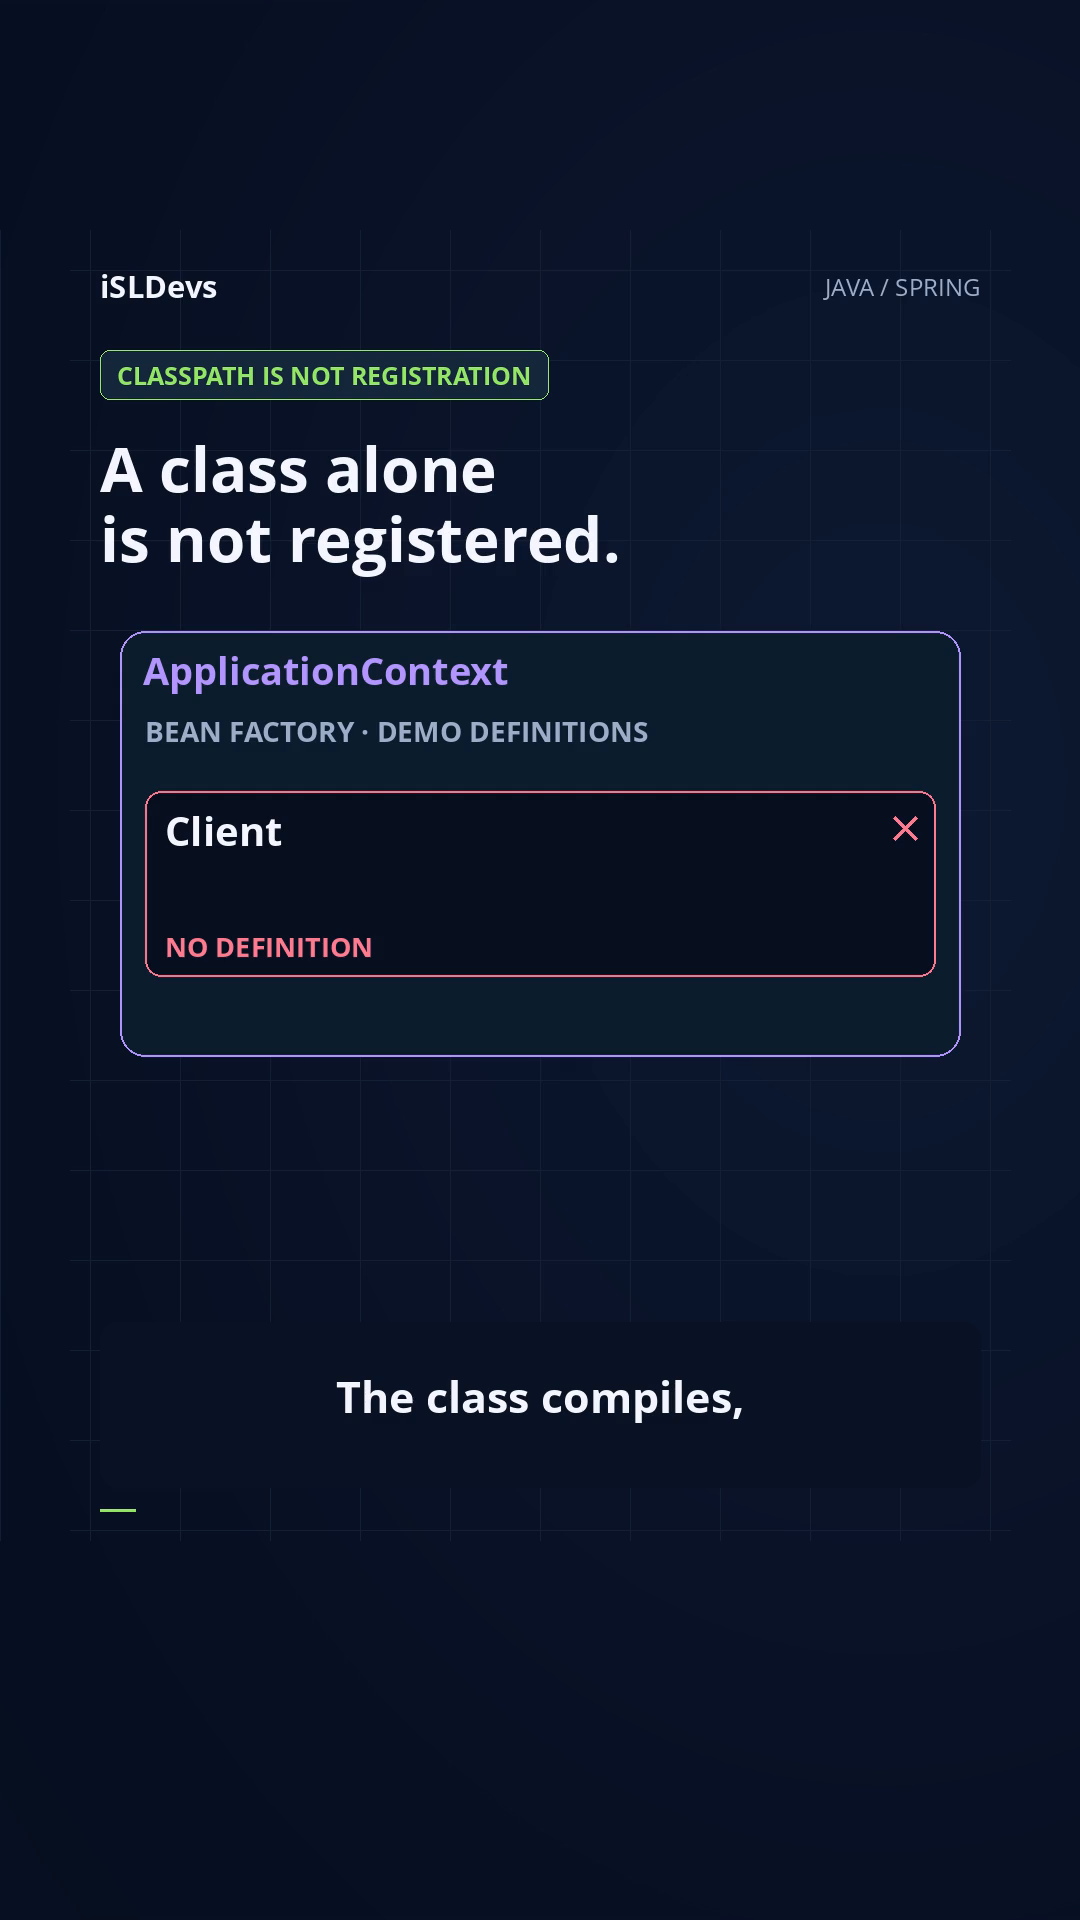 iSLDevs
JAVA / SPRING
CLASSPATH IS NOT REGISTRATION
A class alone
is not registered.
ApplicationContext
BEAN FACTORY · DEMO DEFINITIONS
Client
NO DEFINITION
The class compiles,